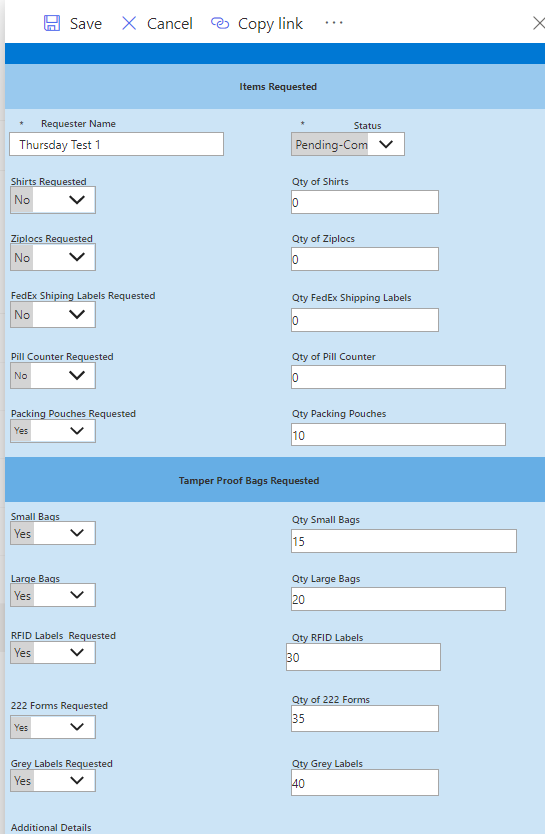 Save Cancel Copy link ...
Items Requested
* Requester Name * Status
Thursday Test 1 Pending-Com
Shirts Requested Qty of Shirts
No 0
Ziplocs Requested Qty of Ziplocs
No 0
FedEx Shiping Labels Requested Qty FedEx Shipping Labels
No 0
Pill Counter Requested Qty of Pill Counter
No 0
Packing Pouches Requested Qty Packing Pouches
Yes 10
Tamper Proof Bags Requested
Small Bags Qty Small Bags
Yes 15
Large Bags Qty Large Bags
Yes 20
RFID Labels Requested Qty RFID Labels
Yes 30
222 Forms Requested Qty of 222 Forms
Yes 35
Grey Labels Requested Qty Grey Labels
Yes 40
Additional Details